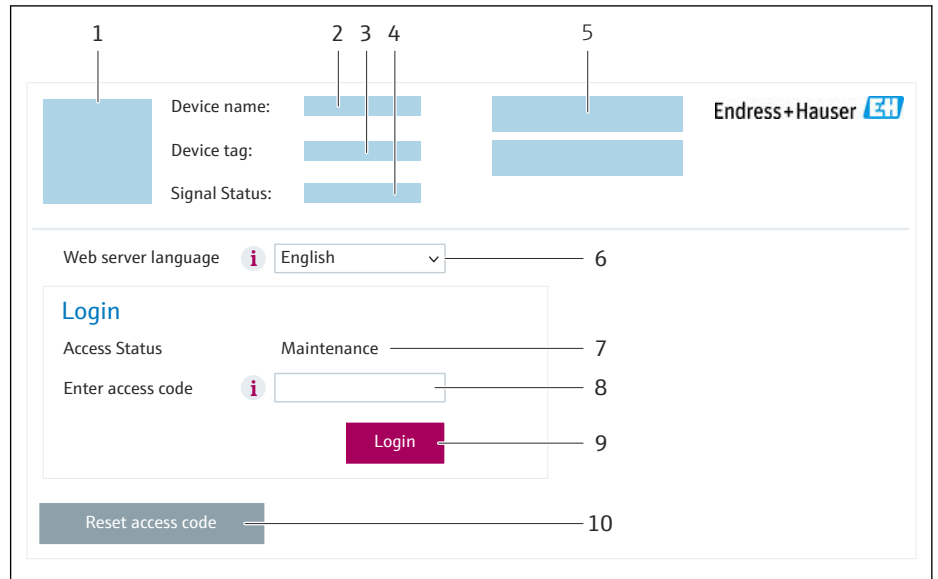 1 2 3 4 5
Device name:
Endress+Hauser EH
Device tag:
Signal Status:
Web server language i English 6
Login
Access Status Maintenance 7
Enter access code i 8
Login 9
Reset access code 10